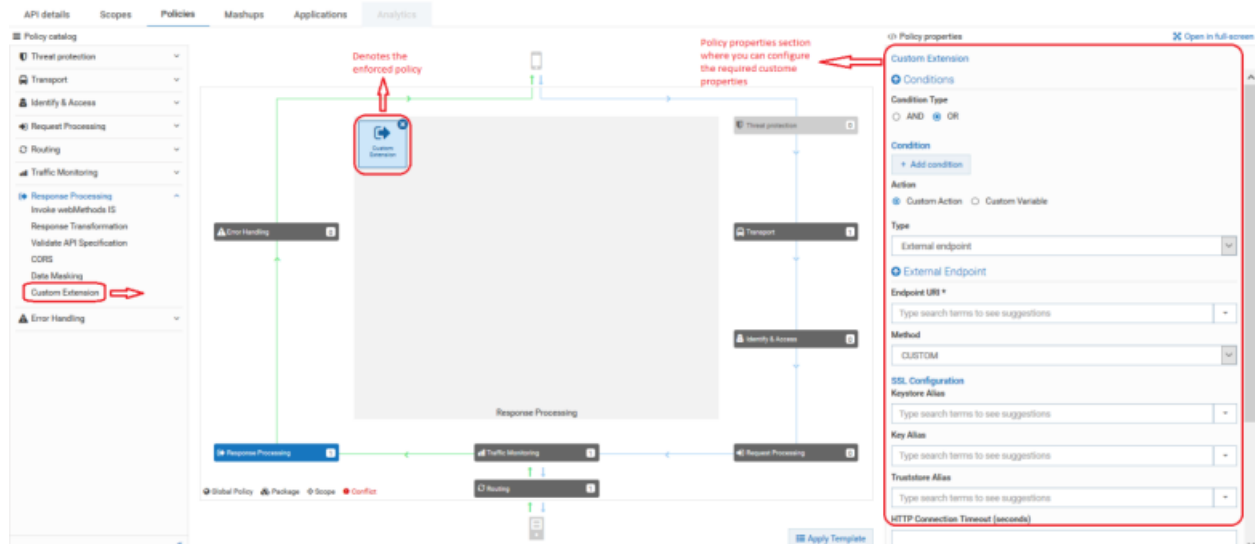 API details Scopes Policies Mashups Applications Analytics
Policy catalog
Threat protection
Transport
Identify & Access
Request Processing
Routing
Traffic Monitoring
Response Processing
Invoke webMethods IS
Response Transformation
Validate API Specification
CORS
Data Masking
Custom Extension
Error Handling
Denotes the
enforced policy
Policy properties section
where you can configure
the required custome
properties
Custom
Extension
Threat protection 0
Error Handling
Transport 1
Identify & Access 0
Response Processing
Response Processing 1
Traffic Monitoring 1
Request Processing 0
Routing 1
Global Policy Package Scope Conflict
Apply Template
Policy properties Open in full-screen
Custom Extension
Conditions
Condition Type
AND OR
Condition
+ Add condition
Action
Custom Action Custom Variable
Type
External endpoint
External Endpoint
Endpoint URI *
Type search terms to see suggestions
Method
CUSTOM
SSL Configuration
Keystore Alias
Type search terms to see suggestions
Key Alias
Type search terms to see suggestions
Truststore Alias
Type search terms to see suggestions
HTTP Connection Timeout (seconds)